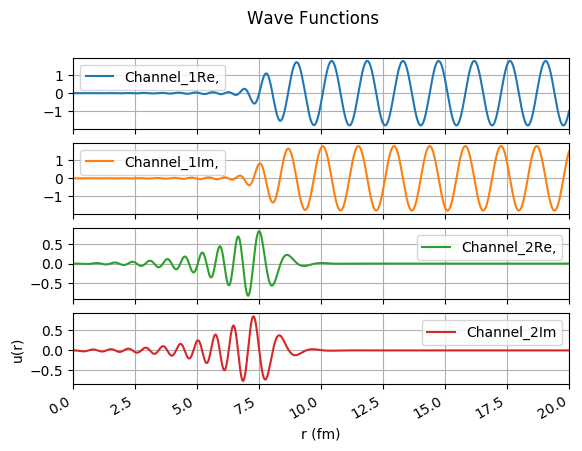 Wave Functions
1
0
−1
Channel_1Re,
1
0
−1
Channel_1Im,
0.5
0.0
−0.5
Channel_2Re,
0.5
0.0
−0.5
Channel_2Im
u(r)
0.0 2.5 5.0 7.5 10.0 12.5 15.0 17.5 20.0
r (fm)